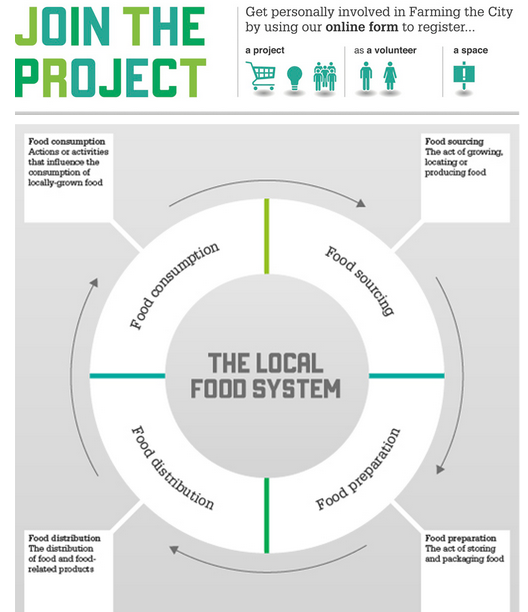 JOIN THE
PROJECT
Get personally involved in Farming the City
by using our online form to register...
a project
as a volunteer
a space
Food consumption
Actions or activities
that influence the
consumption of
locally-grown food
Food sourcing
The act of growing,
locating or
producing food
Food consumption
Food sourcing
THE LOCAL
FOOD SYSTEM
Food distribution
Food preparation
Food distribution
The distribution
of food and food-
related products
Food preparation
The act of storing
and packaging food